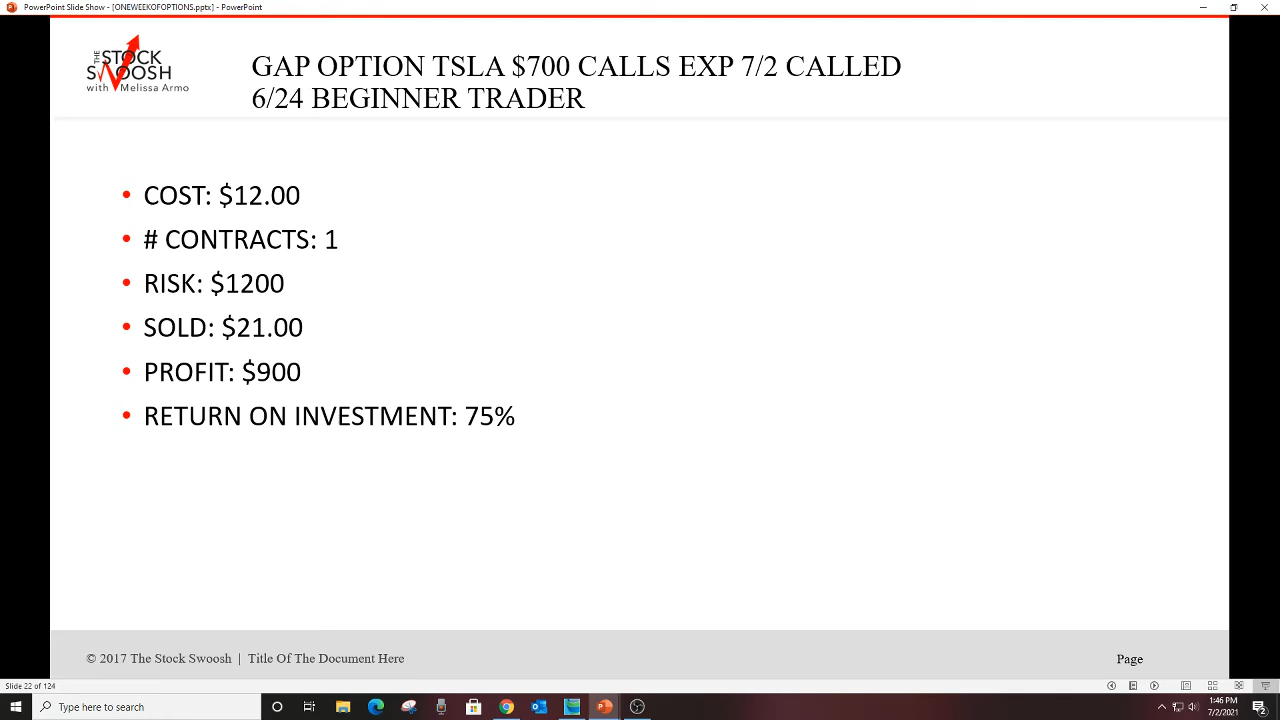 PowerPoint Slide Show - [ONEWEEKOFOPTIONS.pptx] - PowerPoint
THE STOCK
SWOOSH
with Melissa Armo
GAP OPTION TSLA $700 CALLS EXP 7/2 CALLED
6/24 BEGINNER TRADER
• COST: $12.00
• # CONTRACTS: 1
• RISK: $1200
• SOLD: $21.00
• PROFIT: $900
• RETURN ON INVESTMENT: 75%
© 2017 The Stock Swoosh | Title Of The Document Here
Page
Slide 22 of 124
Type here to search
1:46 PM
7/2/2021